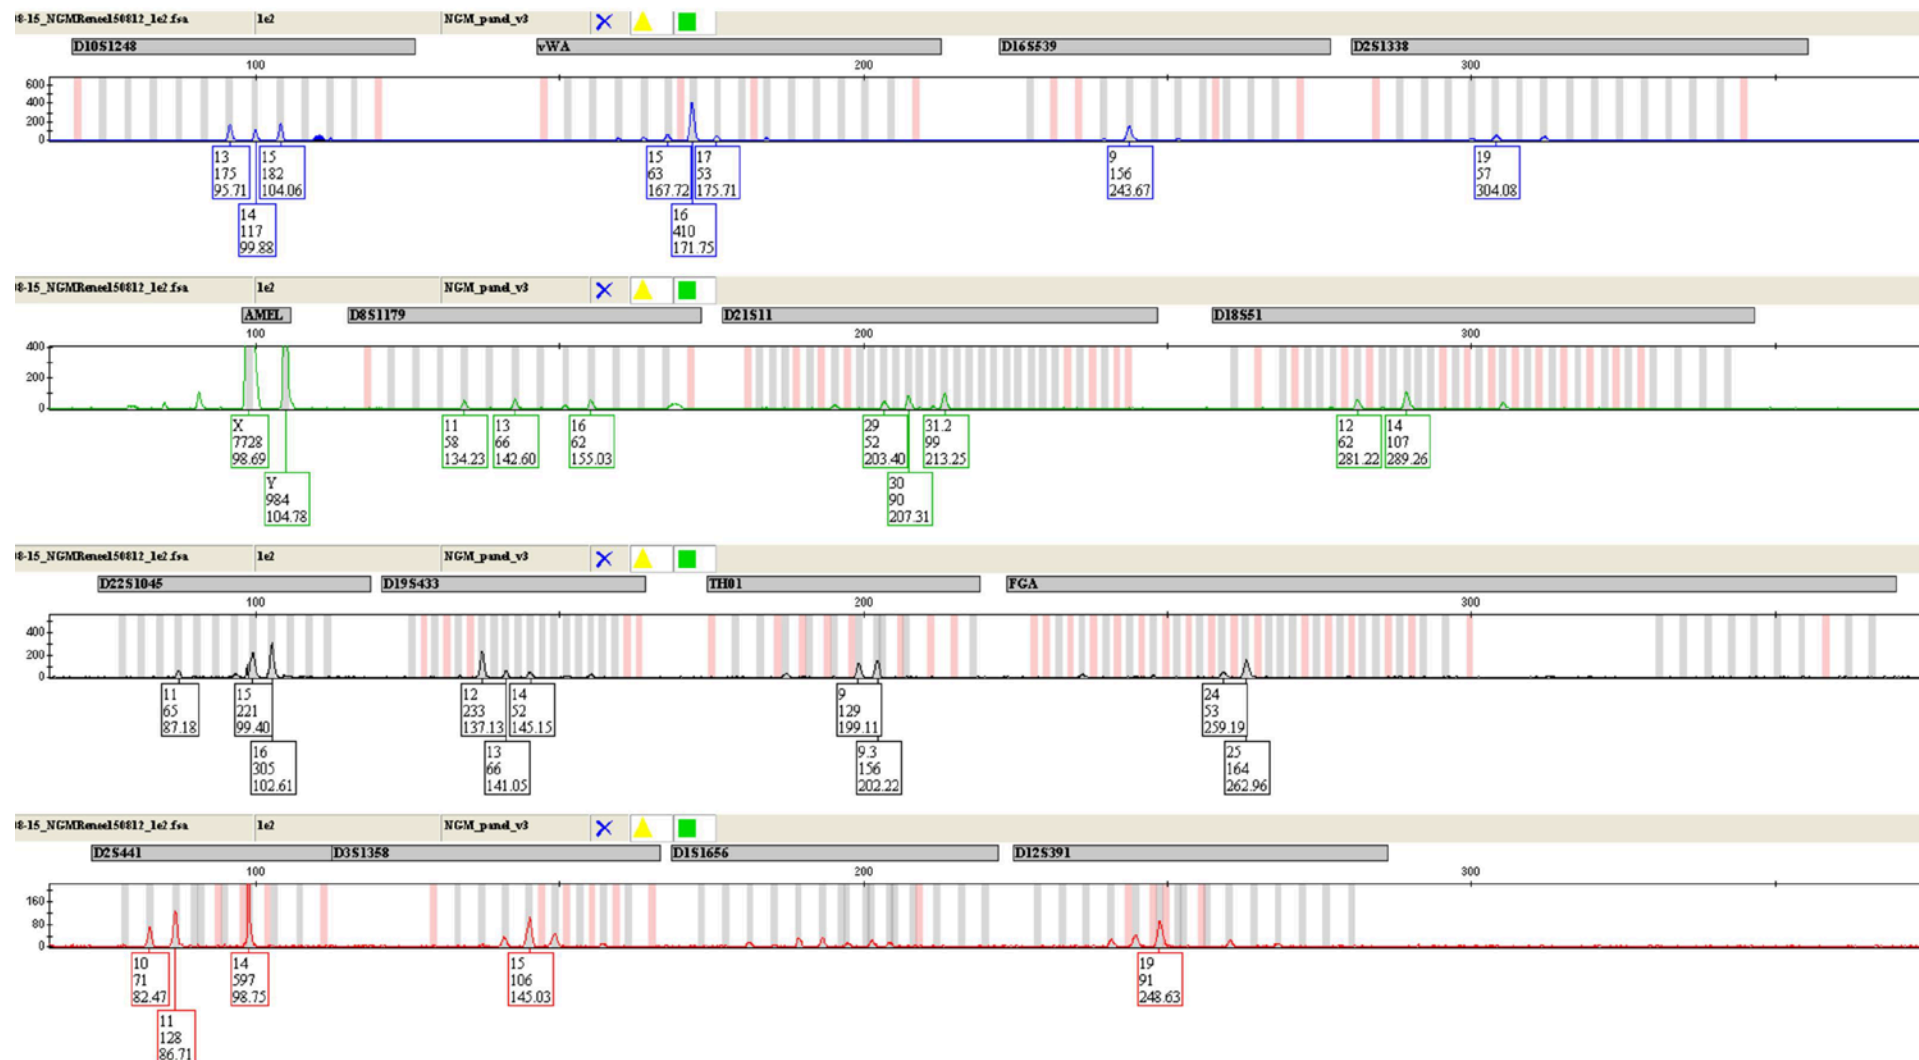 8-15_NGMRenee150812_1e2.fsa 1e2 NGM_panel_v3
D10S1248 vWA D16S539 D2S1338
100 200 300
600
400
200
0
13 15 15 17 9 19
175 182 63 53 156 57
95.71 104.06 167.72 175.71 243.67 304.08
14 16
117 410
99.88 171.75
8-15_NGMRenee150812_1e2.fsa 1e2 NGM_panel_v3
AMEL D8S1179 D21S11 D18S51
100 200 300
400
200
0
X 11 13 16 29 31.2 12 14
7728 58 66 62 52 99 62 107
98.69 134.23 142.60 155.03 203.40 213.25 281.22 289.26
Y 30
984 90
104.78 207.31
8-15_NGMRenee150812_1e2.fsa 1e2 NGM_panel_v3
D22S1045 D19S433 TH01 FGA
100 200 300
400
200
0
11 15 12 14 9 24
65 221 233 52 129 53
87.18 99.40 137.13 145.15 199.11 259.19
16 13 9.3 25
305 66 156 164
102.61 141.05 202.22 262.96
8-15_NGMRenee150812_1e2.fsa 1e2 NGM_panel_v3
D2S441 D3S1358 D1S1656 D12S391
100 200 300
160
80
0
10 14 15 19
71 597 106 91
82.47 98.75 145.03 248.63
11
128
86.71